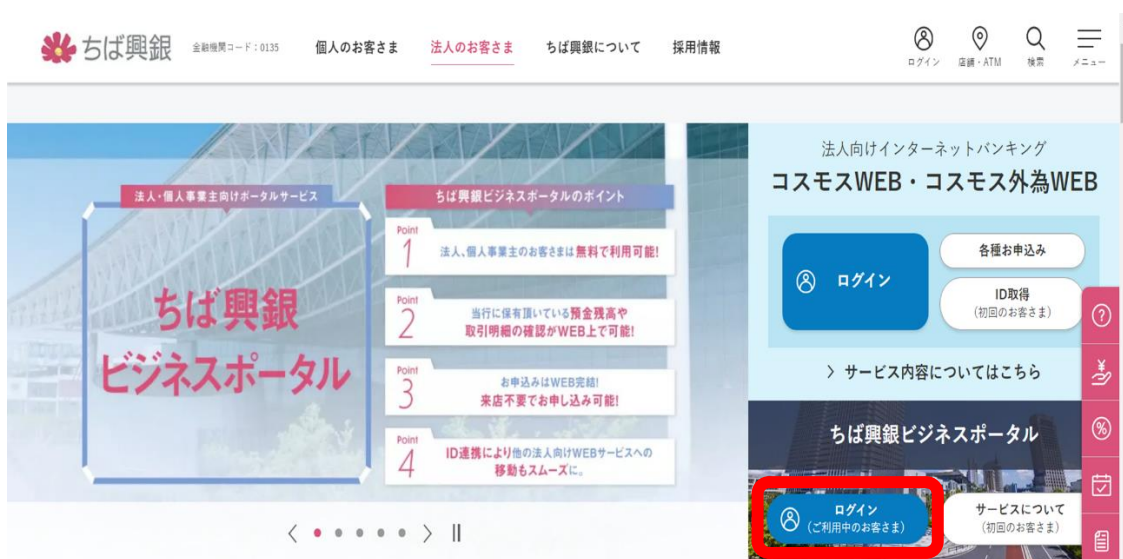 ちば興銀
金融機関コード：0135
個人のお客さま
法人のお客さま
ちば興銀について
採用情報
ログイン
店舗・ATM
検索
メニュー
法人・個人事業主向けポータルサービス
ちば興銀
ビジネスポータル
ちば興銀ビジネスポータルのポイント
Point
1
法人、個人事業主のお客さまは無料で利用可能!
Point
2
当行に保有頂いている預金残高や
取引明細の確認がWEB上で可能!
Point
3
お申込みはWEB完結!
来店不要でお申し込み可能!
Point
4
ID連携により他の法人向けWEBサービスへの
移動もスムーズに。
法人向けインターネットバンキング
コスモスWEB・コスモス外為WEB
ログイン
各種お申込み
ID取得
(初回のお客さま)
〉 サービス内容についてはこちら
ちば興銀ビジネスポータル
ログイン
(ご利用中のお客さま)
サービスについて
(初回のお客さま)